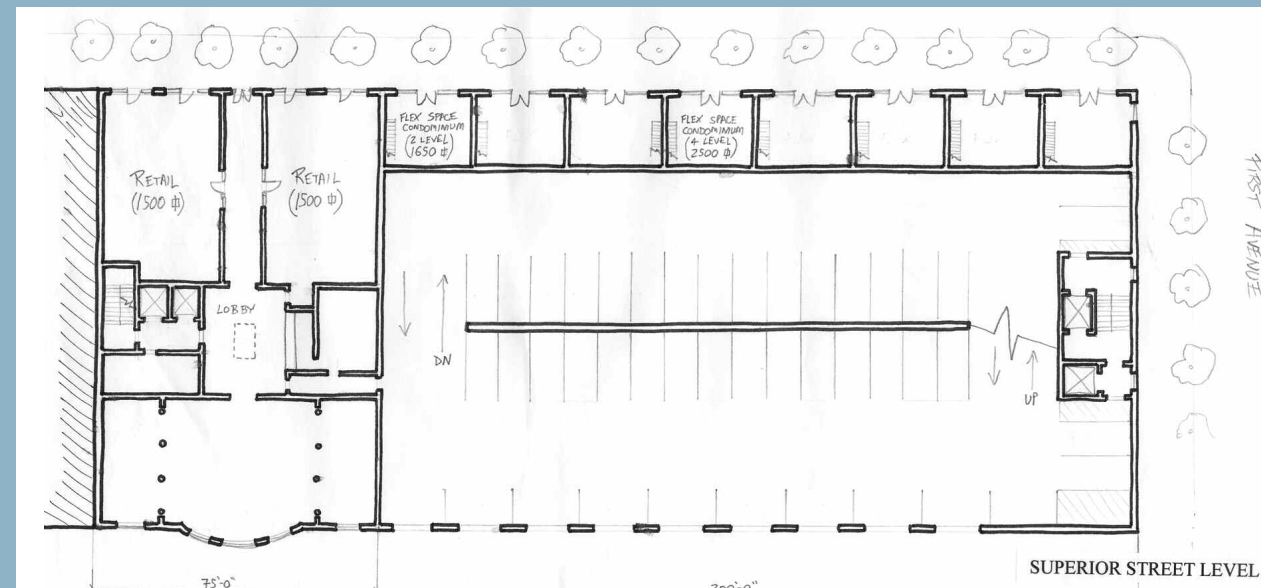 FLEX SPACE
CONDOMINIUM
(2 LEVEL)
1650 ⏍
FLEX SPACE
CONDOMINIUM
(4 LEVEL)
(2500 ⏍)
RETAIL
(1500 ⏍)
RETAIL
(1500 ⏍)
FIRST AVENUE
LOBBY
DN
UP
SUPERIOR STREET LEVEL
75'-0"
200'-0"